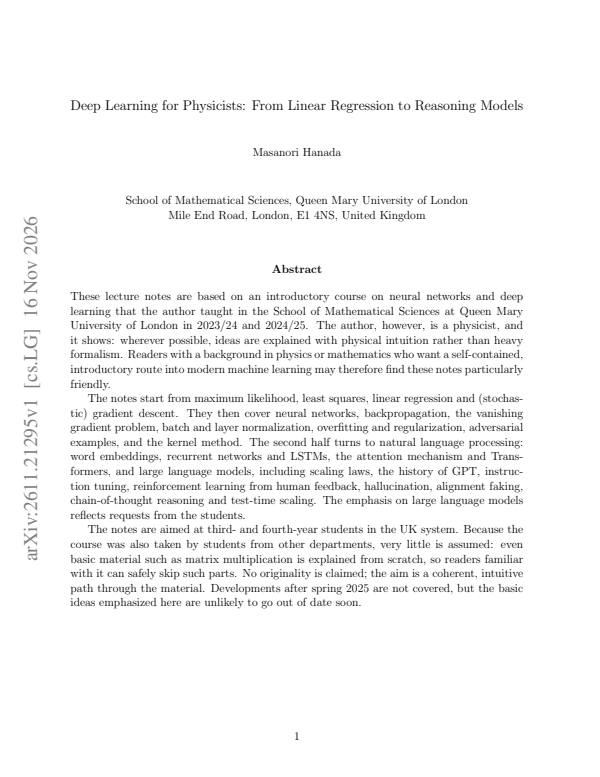 Deep Learning for Physicists: From Linear Regression to Reasoning Models
Masanori Hanada
School of Mathematical Sciences, Queen Mary University of London
Mile End Road, London, E1 4NS, United Kingdom
Abstract
These lecture notes are based on an introductory course on neural networks and deep
learning that the author taught in the School of Mathematical Sciences at Queen Mary
University of London in 2023/24 and 2024/25. The author, however, is a physicist, and
it shows: wherever possible, ideas are explained with physical intuition rather than heavy
formalism. Readers with a background in physics or mathematics who want a self-contained,
introductory route into modern machine learning may therefore find these notes particularly
friendly.
The notes start from maximum likelihood, least squares, linear regression and (stochas-
tic) gradient descent. They then cover neural networks, backpropagation, the vanishing
gradient problem, batch and layer normalization, overfitting and regularization, adversarial
examples, and the kernel method. The second half turns to natural language processing:
word embeddings, recurrent networks and LSTMs, the attention mechanism and Trans-
formers, and large language models, including scaling laws, the history of GPT, instruc-
tion tuning, reinforcement learning from human feedback, hallucination, alignment faking,
chain-of-thought reasoning and test-time scaling. The emphasis on large language models
reflects requests from the students.
The notes are aimed at third- and fourth-year students in the UK system. Because the
course was also taken by students from other departments, very little is assumed: even
basic material such as matrix multiplication is explained from scratch, so readers familiar
with it can safely skip such parts. No originality is claimed; the aim is a coherent, intuitive
path through the material. Developments after spring 2025 are not covered, but the basic
ideas emphasized here are unlikely to go out of date soon.
1
arXiv:2611.21295v1 [cs.LG] 16 Nov 2026